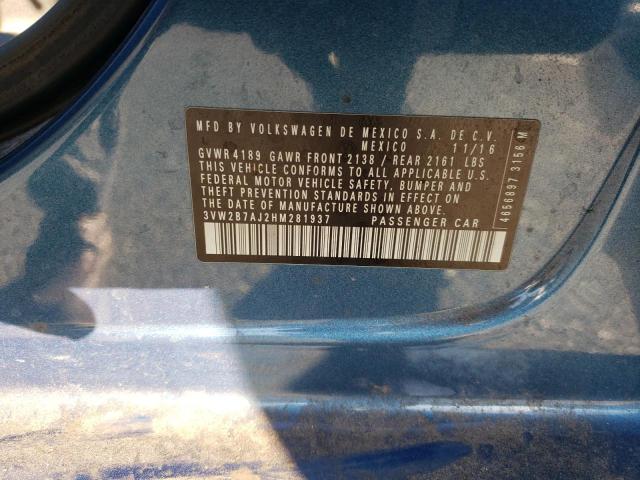 MFD BY VOLKSWAGEN DE MEXICO S.A. DE C.V.
MEXICO 11/16
GVWR 4189 GAWR FRONT 2138 / REAR 2161 LBS
THIS VEHICLE CONFORMS TO ALL APPLICABLE U.S.
FEDERAL MOTOR VEHICLE SAFETY, BUMPER AND
THEFT PREVENTION STANDARDS IN EFFECT ON
THE DATE OF MANUFACTURE SHOWN ABOVE.
3VW2B7AJ2HM281937 PASSENGER CAR
4656897 3156 M